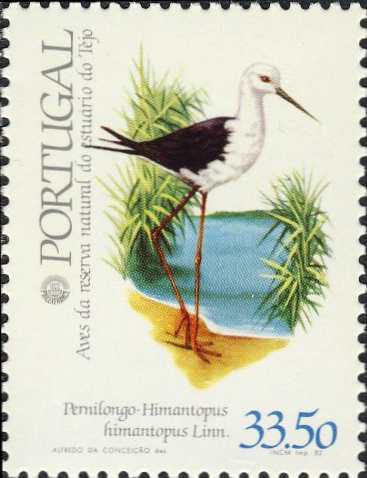 PORTUGAL
Aves da reserva natural do estuário do Tejo
Pernilongo-Himantopus
himantopus Linn.
33.50
ALFREDO DA CONCEIÇÃO des.
INCM Imp. 82